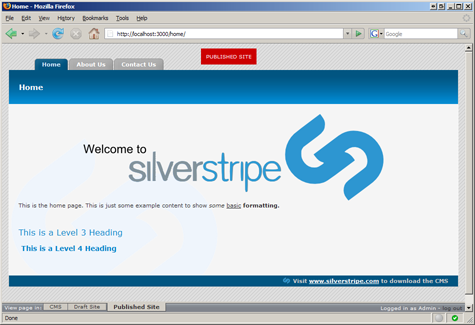 Home - Mozilla Firefox
File Edit View History Bookmarks Tools Help
http://localhost:3000/home/
Google
PUBLISHED SITE
Home About Us Contact Us
Home
Welcome to
silverstripe
This is the home page. This is just some example content to show some basic formatting.
This is a Level 3 Heading
This is a Level 4 Heading
Visit www.silverstripe.com to download the CMS
View page in: CMS Draft Site Published Site Logged in as Admin - log out
Done